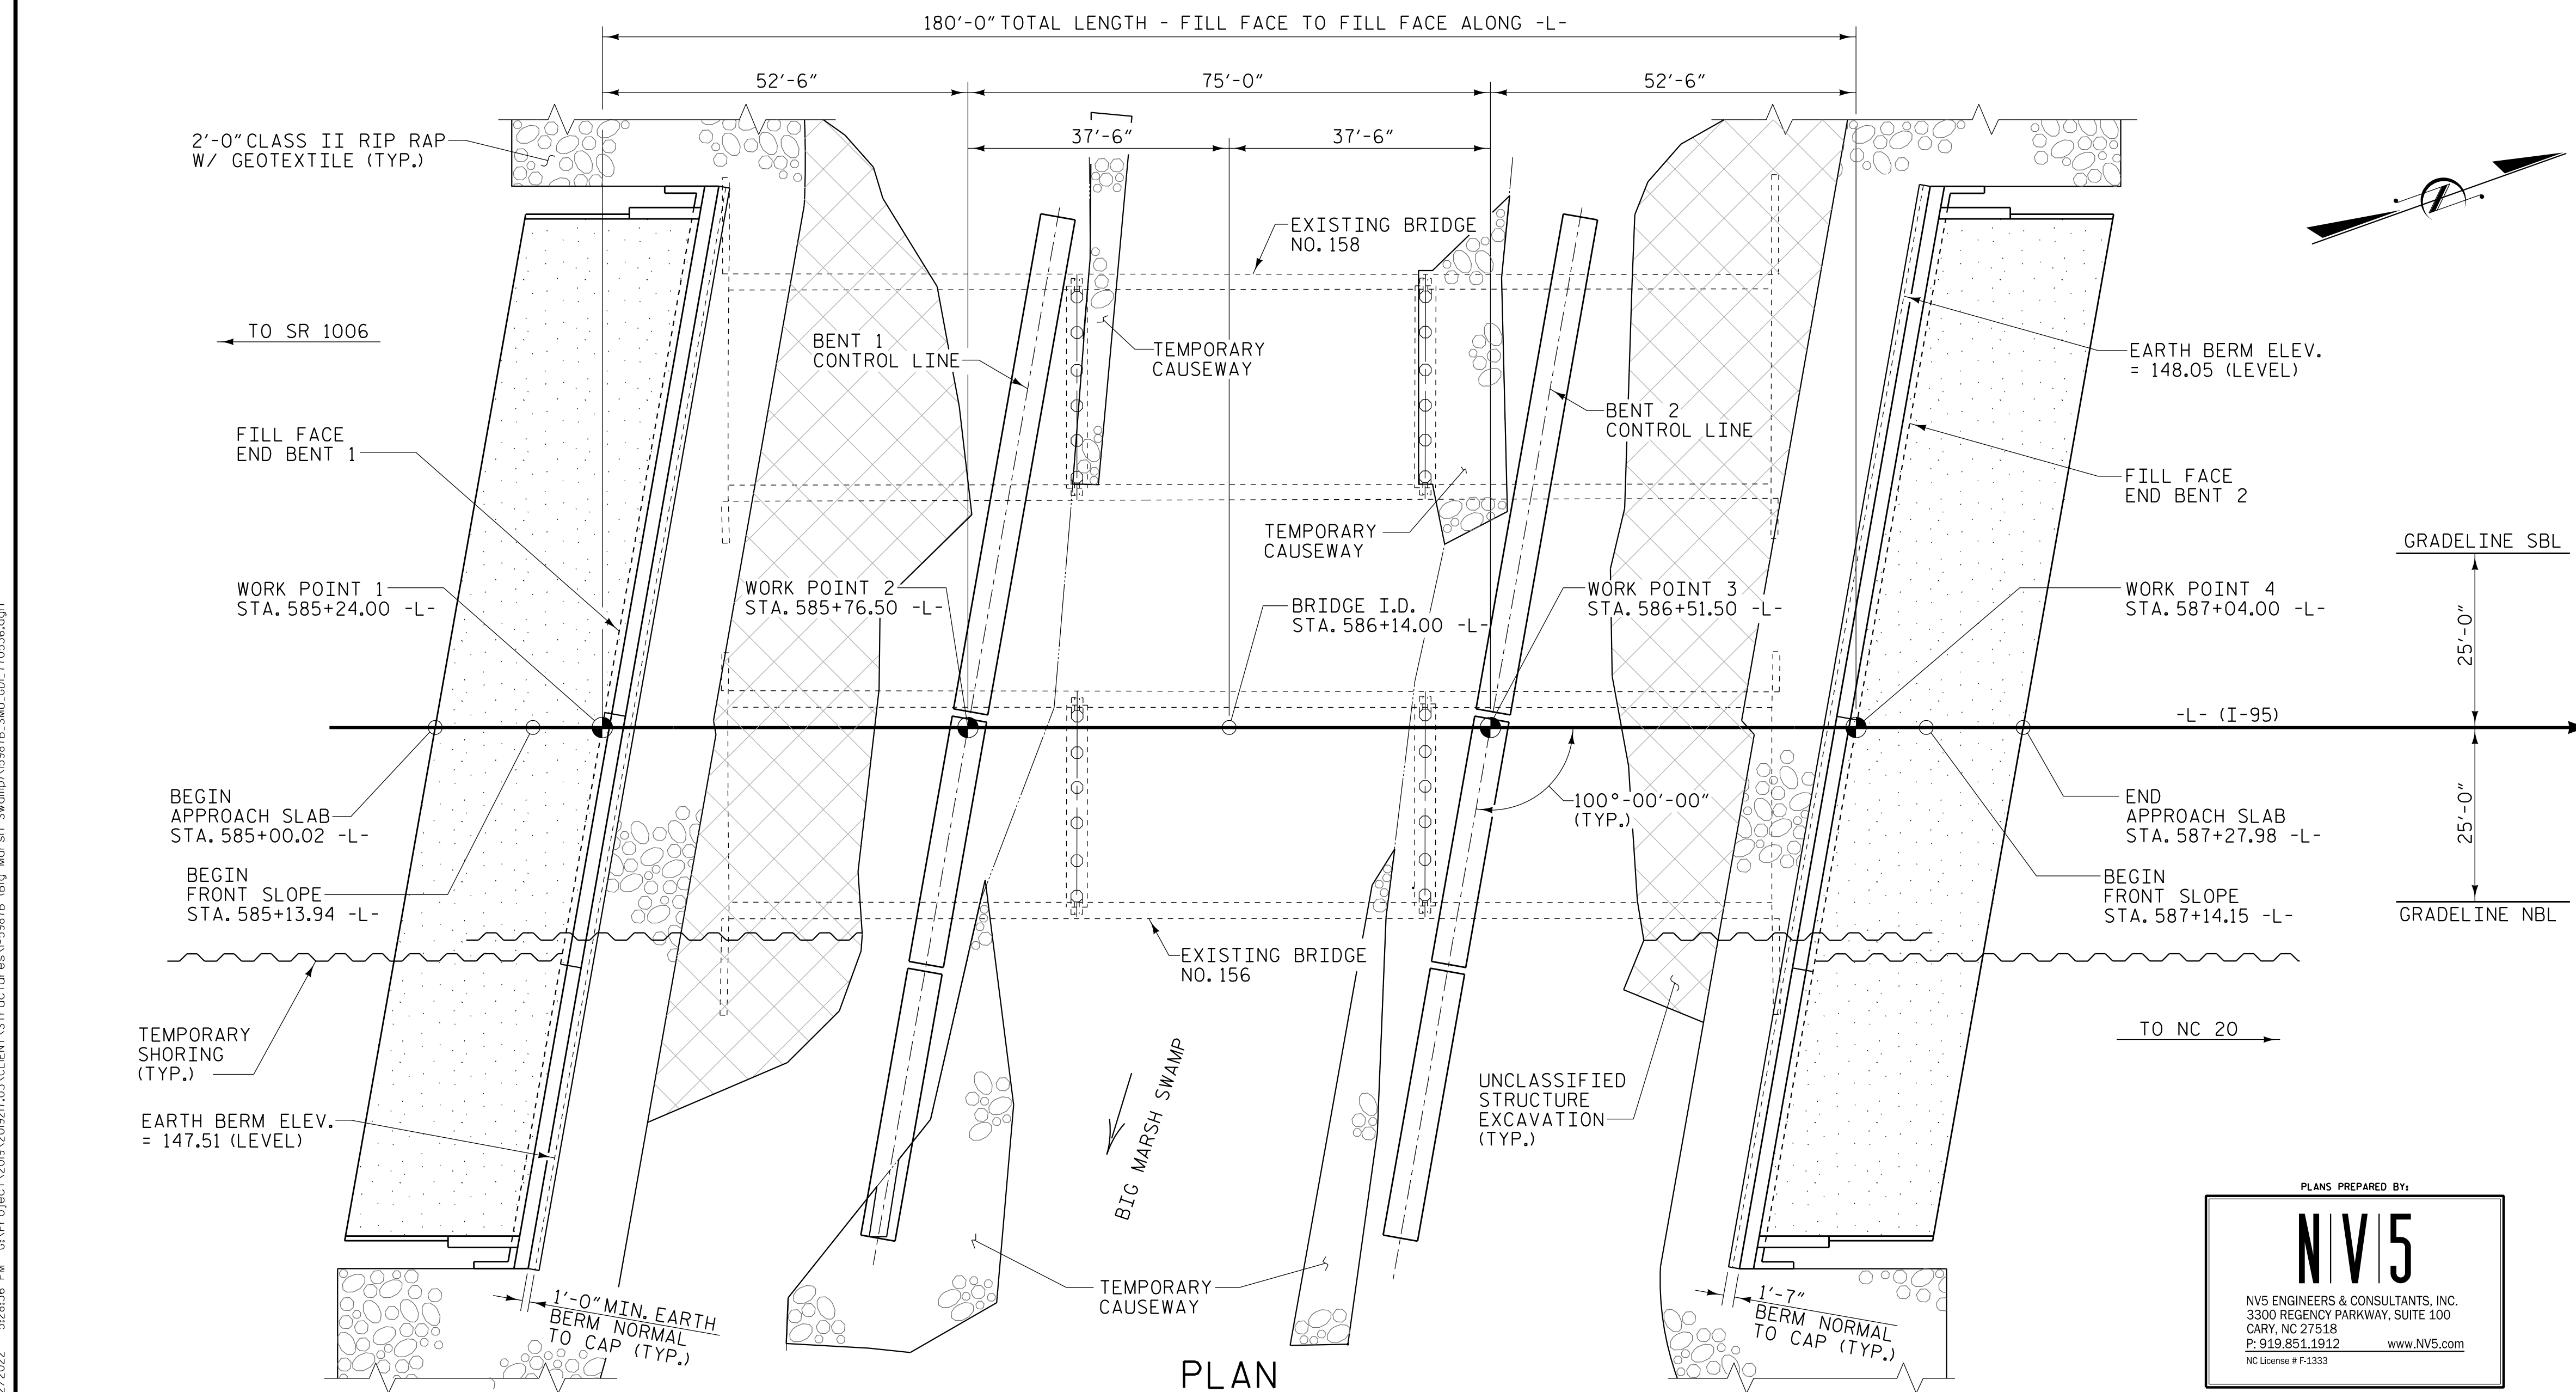 180'-0" TOTAL LENGTH - FILL FACE TO FILL FACE ALONG -L-
52'-6"
75'-0"
52'-6"
37'-6"
37'-6"
2'-0" CLASS II RIP RAP
W/ GEOTEXTILE (TYP.)
EXISTING BRIDGE
NO. 158
TO SR 1006
BENT 1
CONTROL LINE
TEMPORARY
CAUSEWAY
EARTH BERM ELEV.
= 148.05 (LEVEL)
BENT 2
CONTROL LINE
FILL FACE
END BENT 1
FILL FACE
END BENT 2
TEMPORARY
CAUSEWAY
GRADELINE SBL
WORK POINT 1
STA. 585+24.00 -L-
WORK POINT 2
STA. 585+76.50 -L-
BRIDGE I.D.
STA. 586+14.00 -L-
WORK POINT 3
STA. 586+51.50 -L-
WORK POINT 4
STA. 587+04.00 -L-
25'-0"
-L- (I-95)
BEGIN
APPROACH SLAB
STA. 585+00.02 -L-
100°-00'-00"
(TYP.)
END
APPROACH SLAB
STA. 587+27.98 -L-
25'-0"
BEGIN
FRONT SLOPE
STA. 585+13.94 -L-
BEGIN
FRONT SLOPE
STA. 587+14.15 -L-
GRADELINE NBL
EXISTING BRIDGE
NO. 156
TEMPORARY
SHORING
(TYP.)
TO NC 20
BIG MARSH SWAMP
UNCLASSIFIED
STRUCTURE
EXCAVATION
(TYP.)
EARTH BERM ELEV.
= 147.51 (LEVEL)
TEMPORARY
CAUSEWAY
1'-0" MIN. EARTH
BERM NORMAL
TO CAP (TYP.)
1'-7"
BERM NORMAL
TO CAP (TYP.)
PLAN
PLANS PREPARED BY:
N|V|5
NV5 ENGINEERS & CONSULTANTS, INC.
3300 REGENCY PARKWAY, SUITE 100
CARY, NC 27518
P: 919.851.1912 www.NV5.com
NC License # F-1333